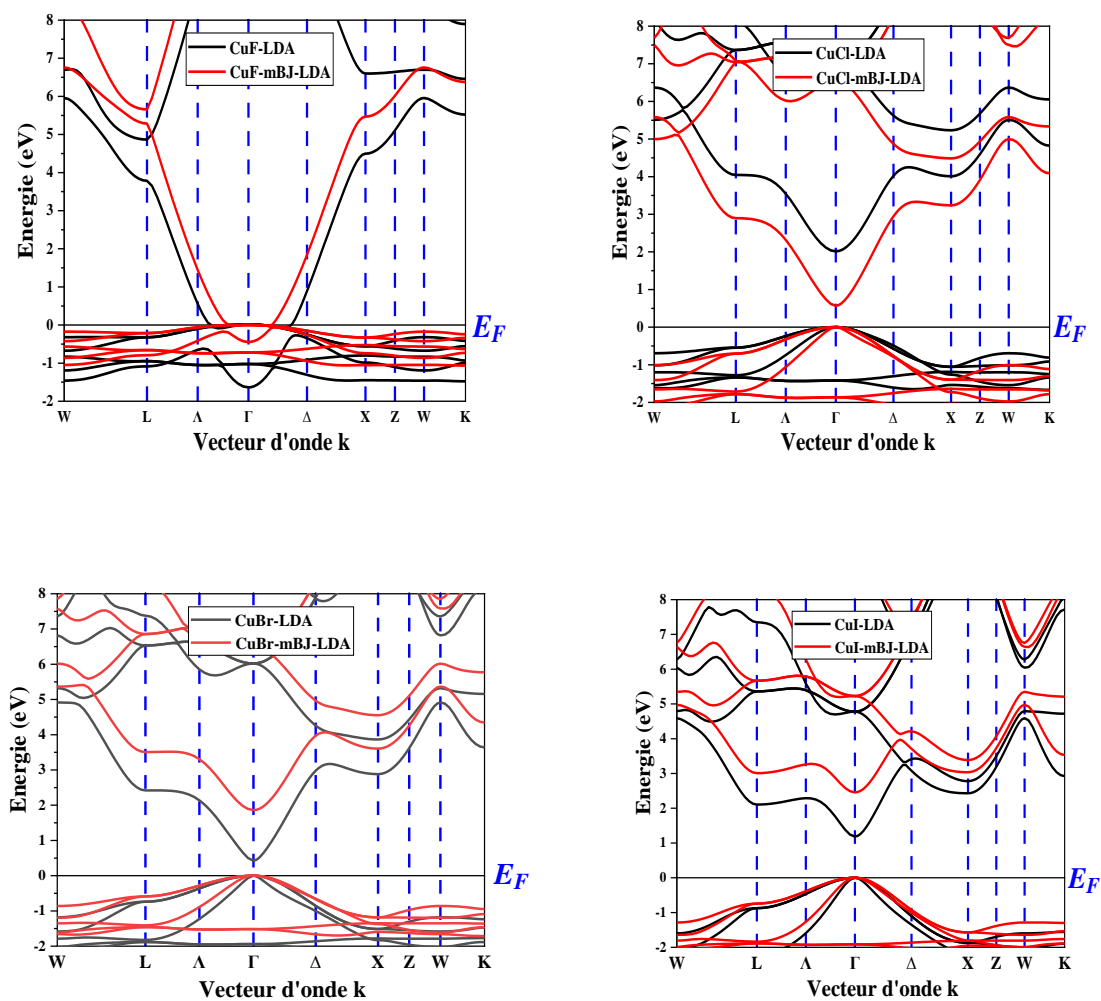 8
7
6
5
4
3
2
1
0
-1
-2
Energie (eV)
CuF-LDA
CuF-mBJ-LDA
E_F
W L Λ Γ Δ X Z W K
Vecteur d'onde k
8
7
6
5
4
3
2
1
0
-1
-2
Energie (eV)
CuCl-LDA
CuCl-mBJ-LDA
E_F
W L Λ Γ Δ X Z W K
Vecteur d'onde k
8
7
6
5
4
3
2
1
0
-1
-2
Energie (eV)
CuBr-LDA
CuBr-mBJ-LDA
E_F
W L Λ Γ Δ X Z W K
Vecteur d'onde k
8
7
6
5
4
3
2
1
0
-1
-2
Energie (eV)
CuI-LDA
CuI-mBJ-LDA
E_F
W L Λ Γ Δ X Z W K
Vecteur d'onde k